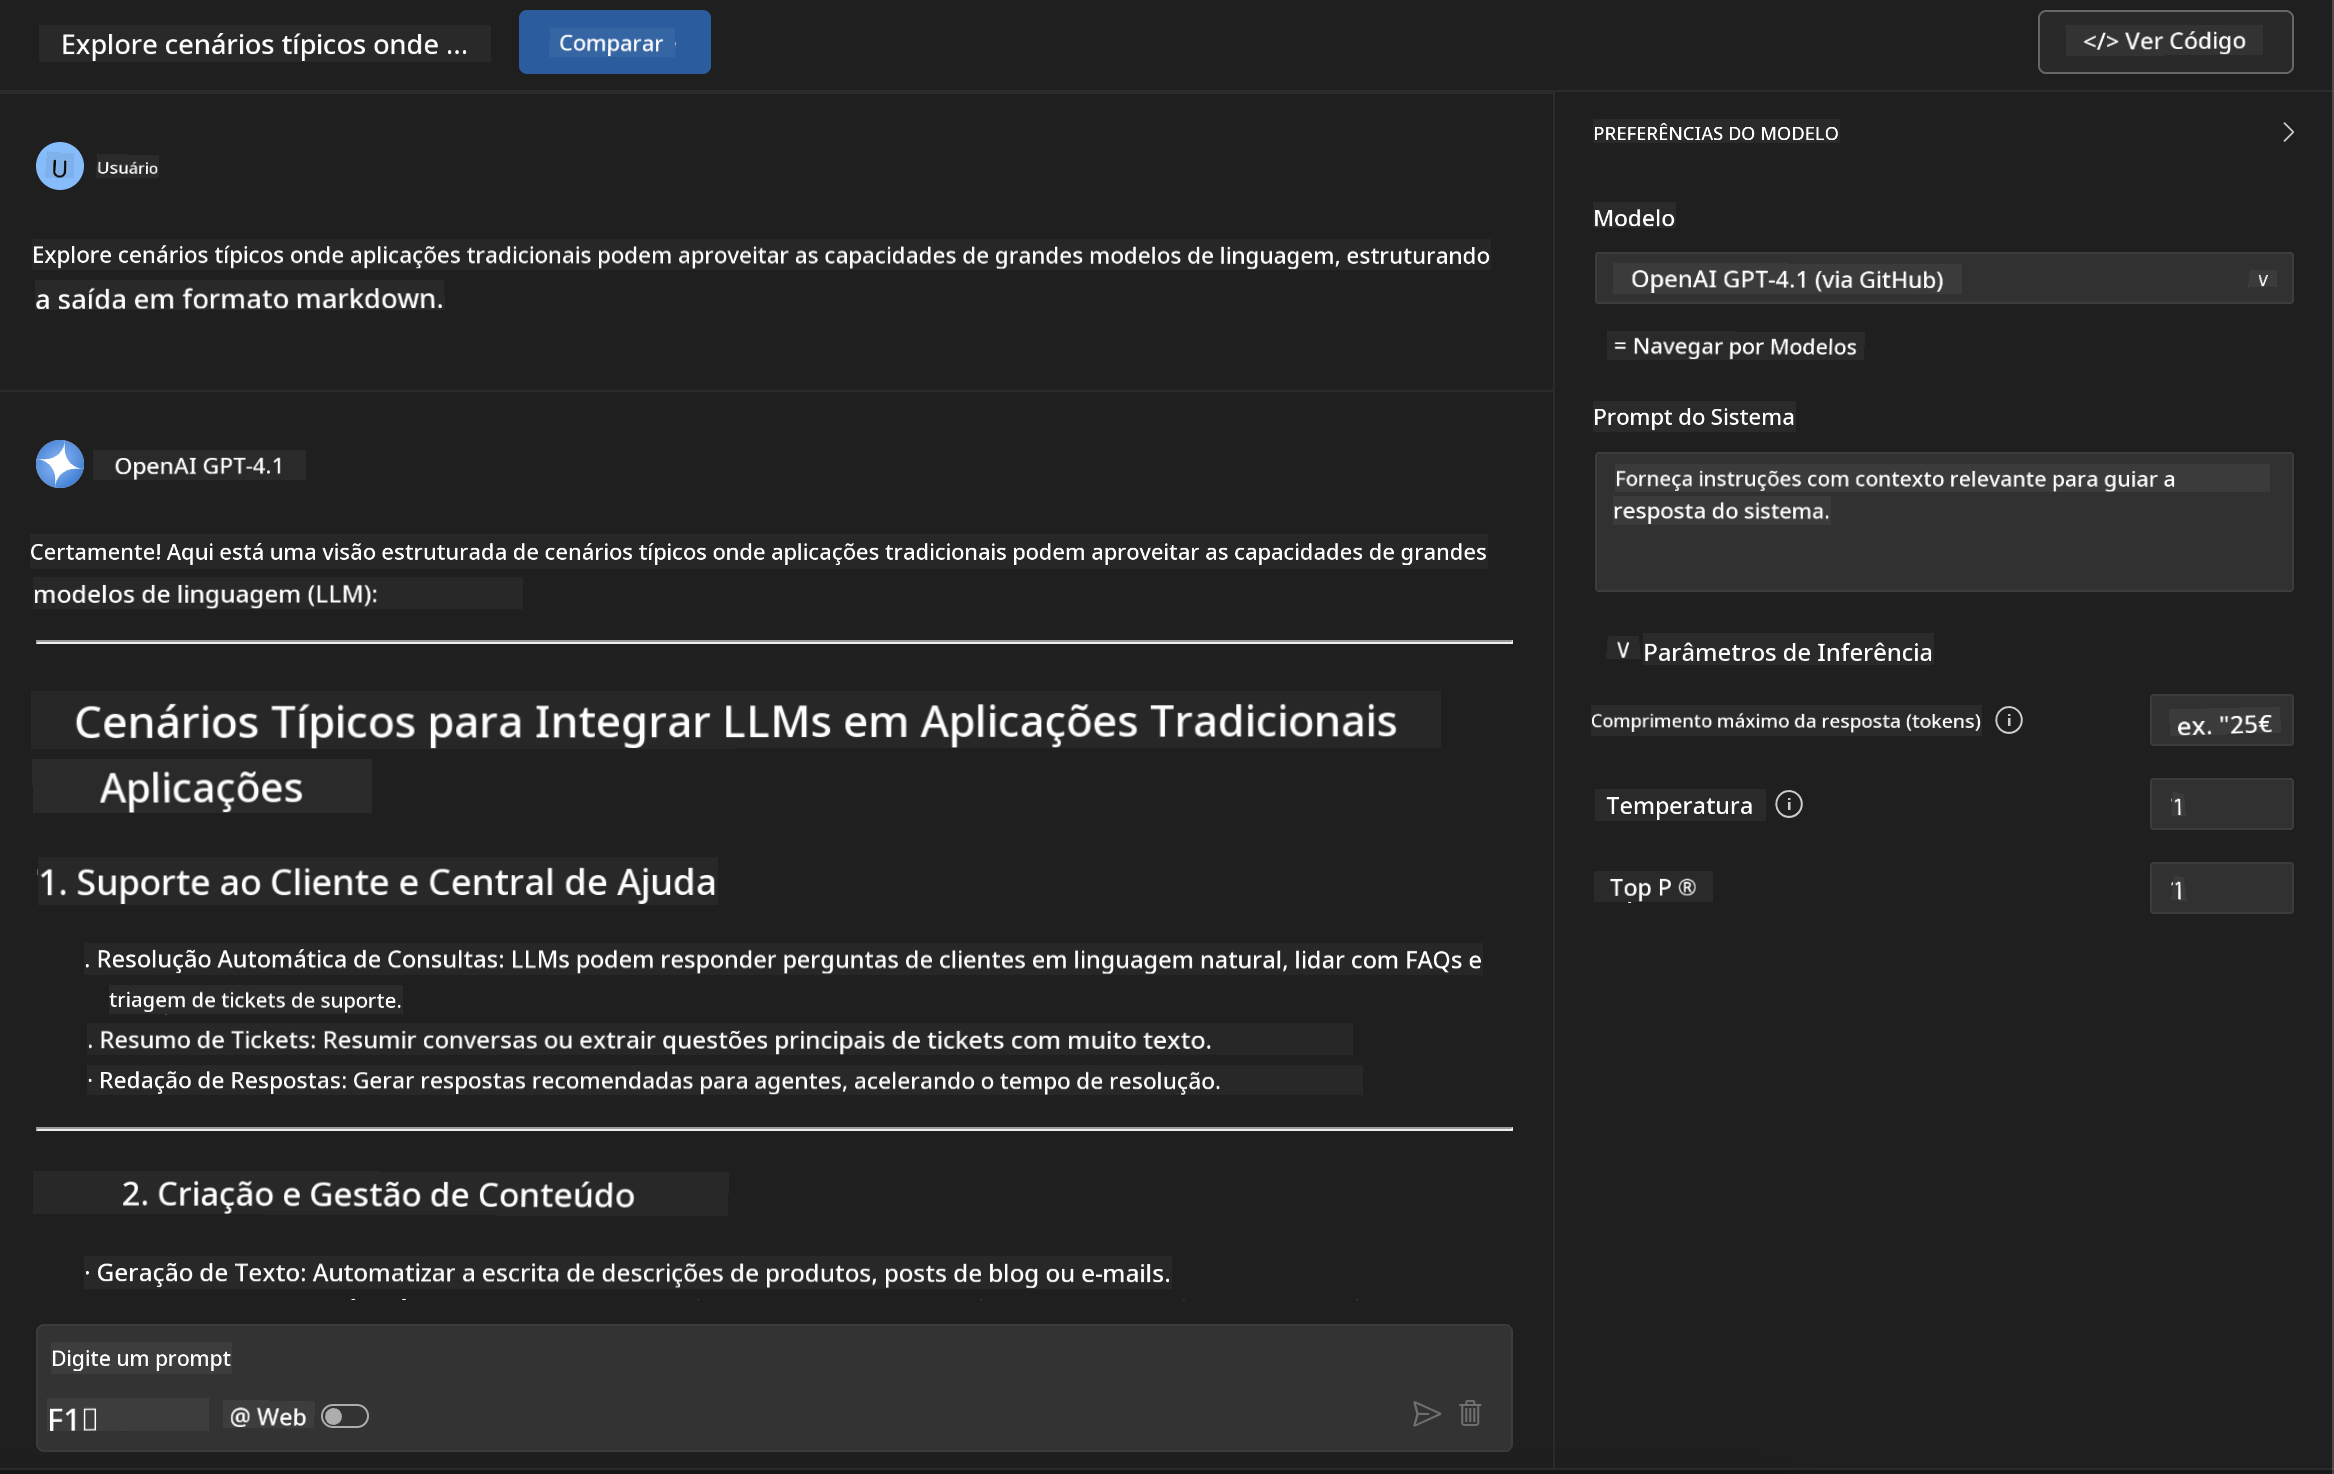 Explore cenários típicos onde ...
Comparar
</> Ver Código
U
Usuário
Explore cenários típicos onde aplicações tradicionais podem aproveitar as capacidades de grandes modelos de linguagem, estruturando
a saída em formato markdown.
OpenAI GPT-4.1
Certamente! Aqui está uma visão estruturada de cenários típicos onde aplicações tradicionais podem aproveitar as capacidades de grandes
modelos de linguagem (LLM):
Cenários Típicos para Integrar LLMs em Aplicações Tradicionais
Aplicações
1. Suporte ao Cliente e Central de Ajuda
. Resolução Automática de Consultas: LLMs podem responder perguntas de clientes em linguagem natural, lidar com FAQs e
triagem de tickets de suporte.
. Resumo de Tickets: Resumir conversas ou extrair questões principais de tickets com muito texto.
· Redação de Respostas: Gerar respostas recomendadas para agentes, acelerando o tempo de resolução.
2. Criação e Gestão de Conteúdo
· Geração de Texto: Automatizar a escrita de descrições de produtos, posts de blog ou e-mails.
Digite um prompt
F1
@ Web
PREFERÊNCIAS DO MODELO
Modelo
OpenAI GPT-4.1 (via GitHub)
= Navegar por Modelos
Prompt do Sistema
Forneça instruções com contexto relevante para guiar a
resposta do sistema.
V Parâmetros de Inferência
Comprimento máximo da resposta (tokens)
ex. "25€
Temperatura
1
Top P ®
1